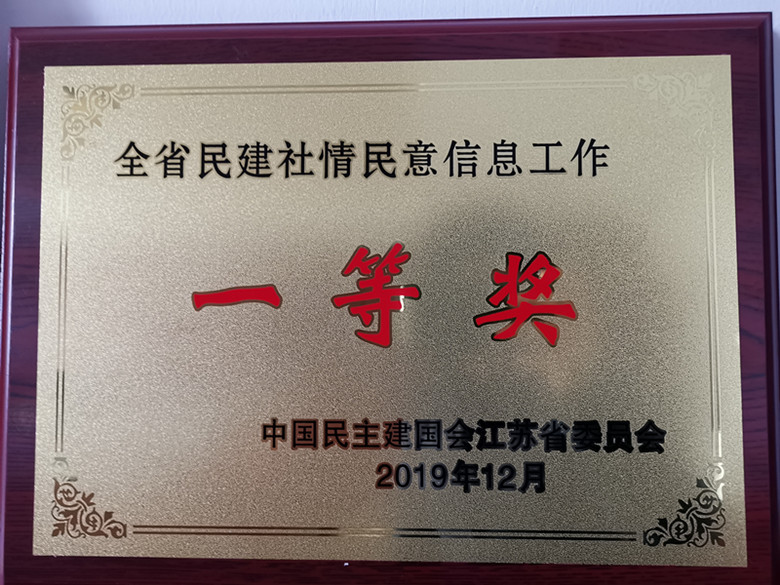 全省民建社情民意信息工作
一等奖
中国民主建国会江苏省委员会
2019年12月